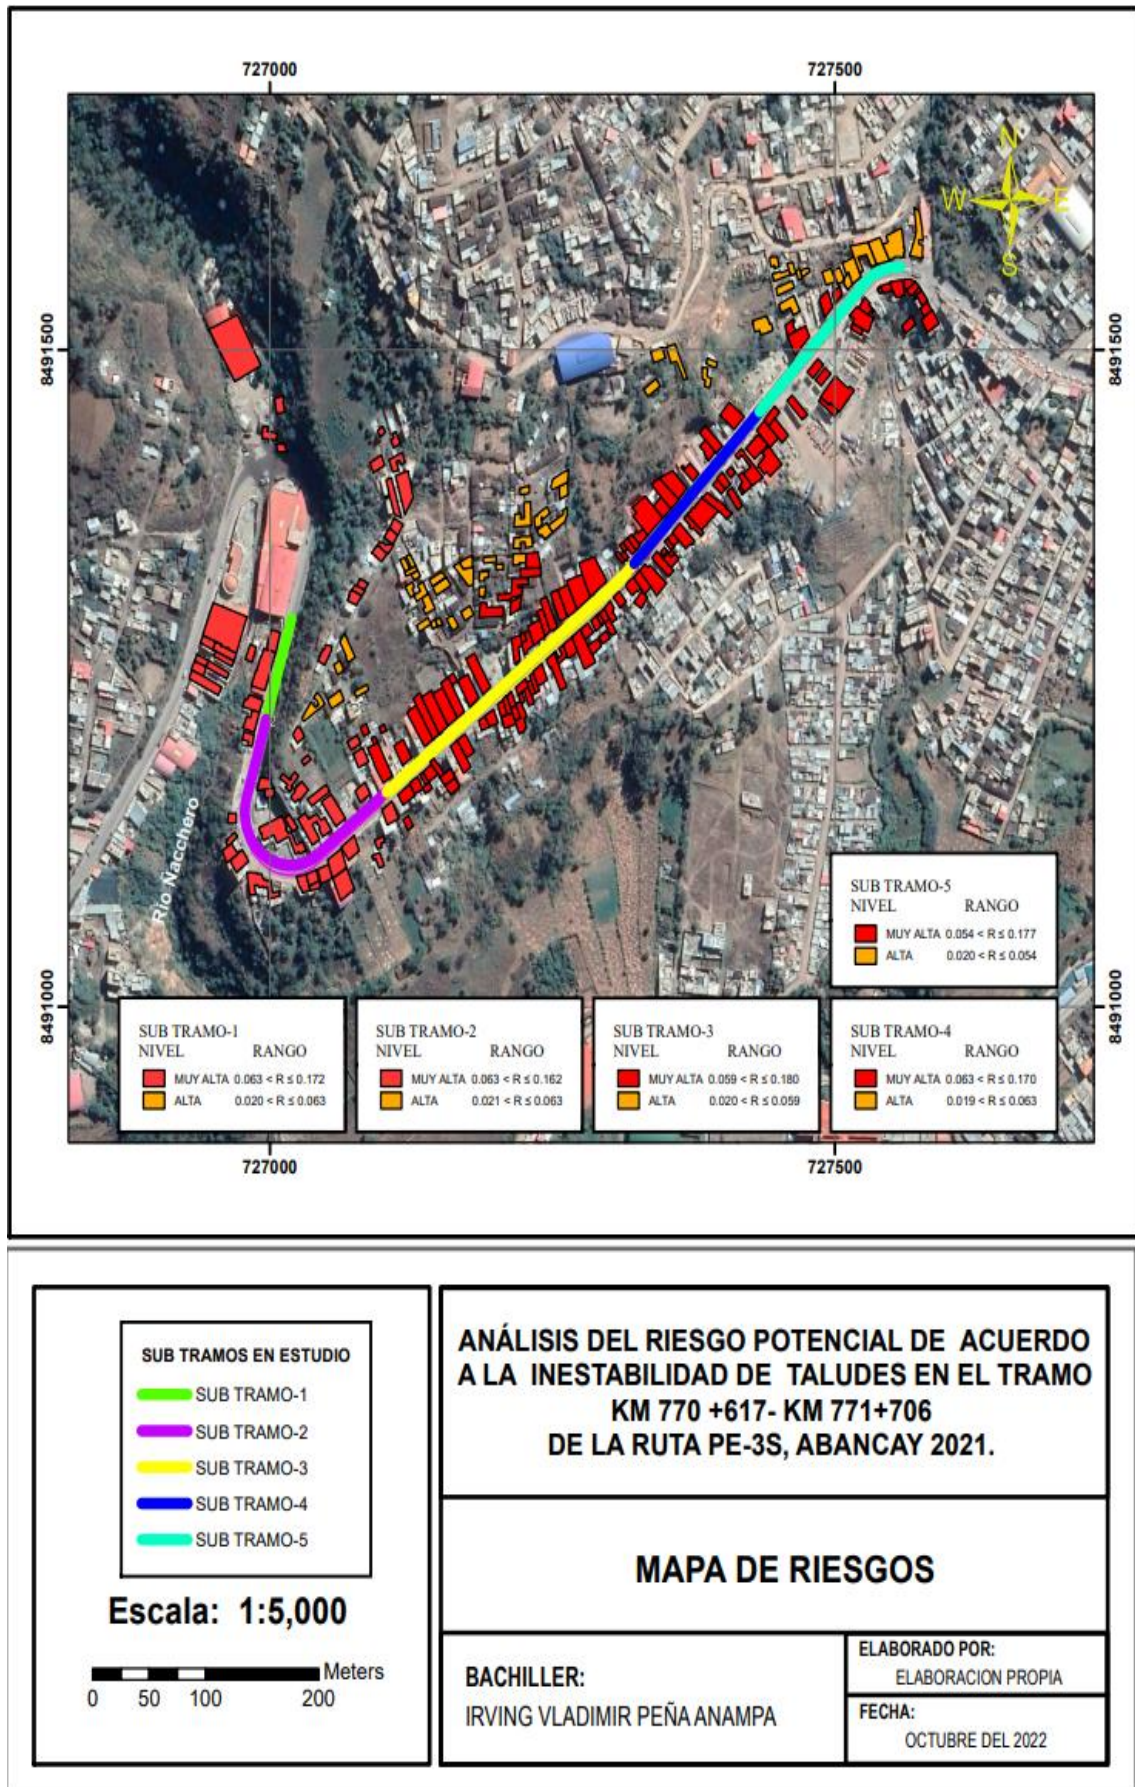 727000
727500
N
W
E
S
8491500
8491500
Rio Nacchero
8491000
8491000
SUB TRAMO-5
NIVEL RANGO
MUY ALTA 0.054 < R ≤ 0.177
ALTA 0.020 < R ≤ 0.054
SUB TRAMO-1
NIVEL RANGO
MUY ALTA 0.063 < R ≤ 0.172
ALTA 0.020 < R ≤ 0.063
SUB TRAMO-2
NIVEL RANGO
MUY ALTA 0.063 < R ≤ 0.162
ALTA 0.021 < R ≤ 0.063
SUB TRAMO-3
NIVEL RANGO
MUY ALTA 0.059 < R ≤ 0.180
ALTA 0.020 < R ≤ 0.059
SUB TRAMO-4
NIVEL RANGO
MUY ALTA 0.063 < R ≤ 0.170
ALTA 0.019 < R ≤ 0.063
727000
727500
SUB TRAMOS EN ESTUDIO
SUB TRAMO-1
SUB TRAMO-2
SUB TRAMO-3
SUB TRAMO-4
SUB TRAMO-5
Escala: 1:5,000
Meters
0 50 100 200
ANÁLISIS DEL RIESGO POTENCIAL DE ACUERDO
A LA INESTABILIDAD DE TALUDES EN EL TRAMO
KM 770 +617- KM 771+706
DE LA RUTA PE-3S, ABANCAY 2021.
MAPA DE RIESGOS
BACHILLER:
IRVING VLADIMIR PEÑA ANAMPA
ELABORADO POR:
ELABORACION PROPIA
FECHA:
OCTUBRE DEL 2022